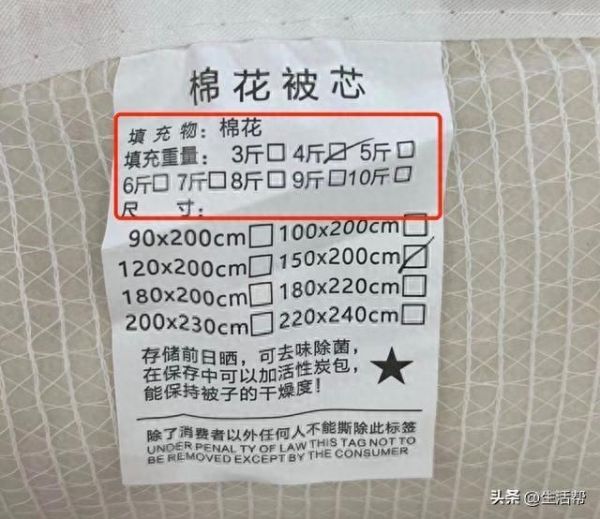 棉花被芯
填充物：棉花
填充重量：3斤□ 4斤☑ 5斤□
6斤□ 7斤□ 8斤□ 9斤□ 10斤□
尺 寸：
90x200cm□ 100x200cm□
120x200cm□ 150x200cm☑
180x200cm□ 180x220cm□
200x230cm□ 220x240cm□
存储前日晒，可去味除菌，
在保存中可以加活性炭包，
能保持被子的干燥度！
★
除了消费者以外任何人不能撕除此标签
UNDER PENAL TY OF LAW THIS TAG NOT TO
BE REMOVED EXCEPT BY THE CONSUMER
头条 @生活帮